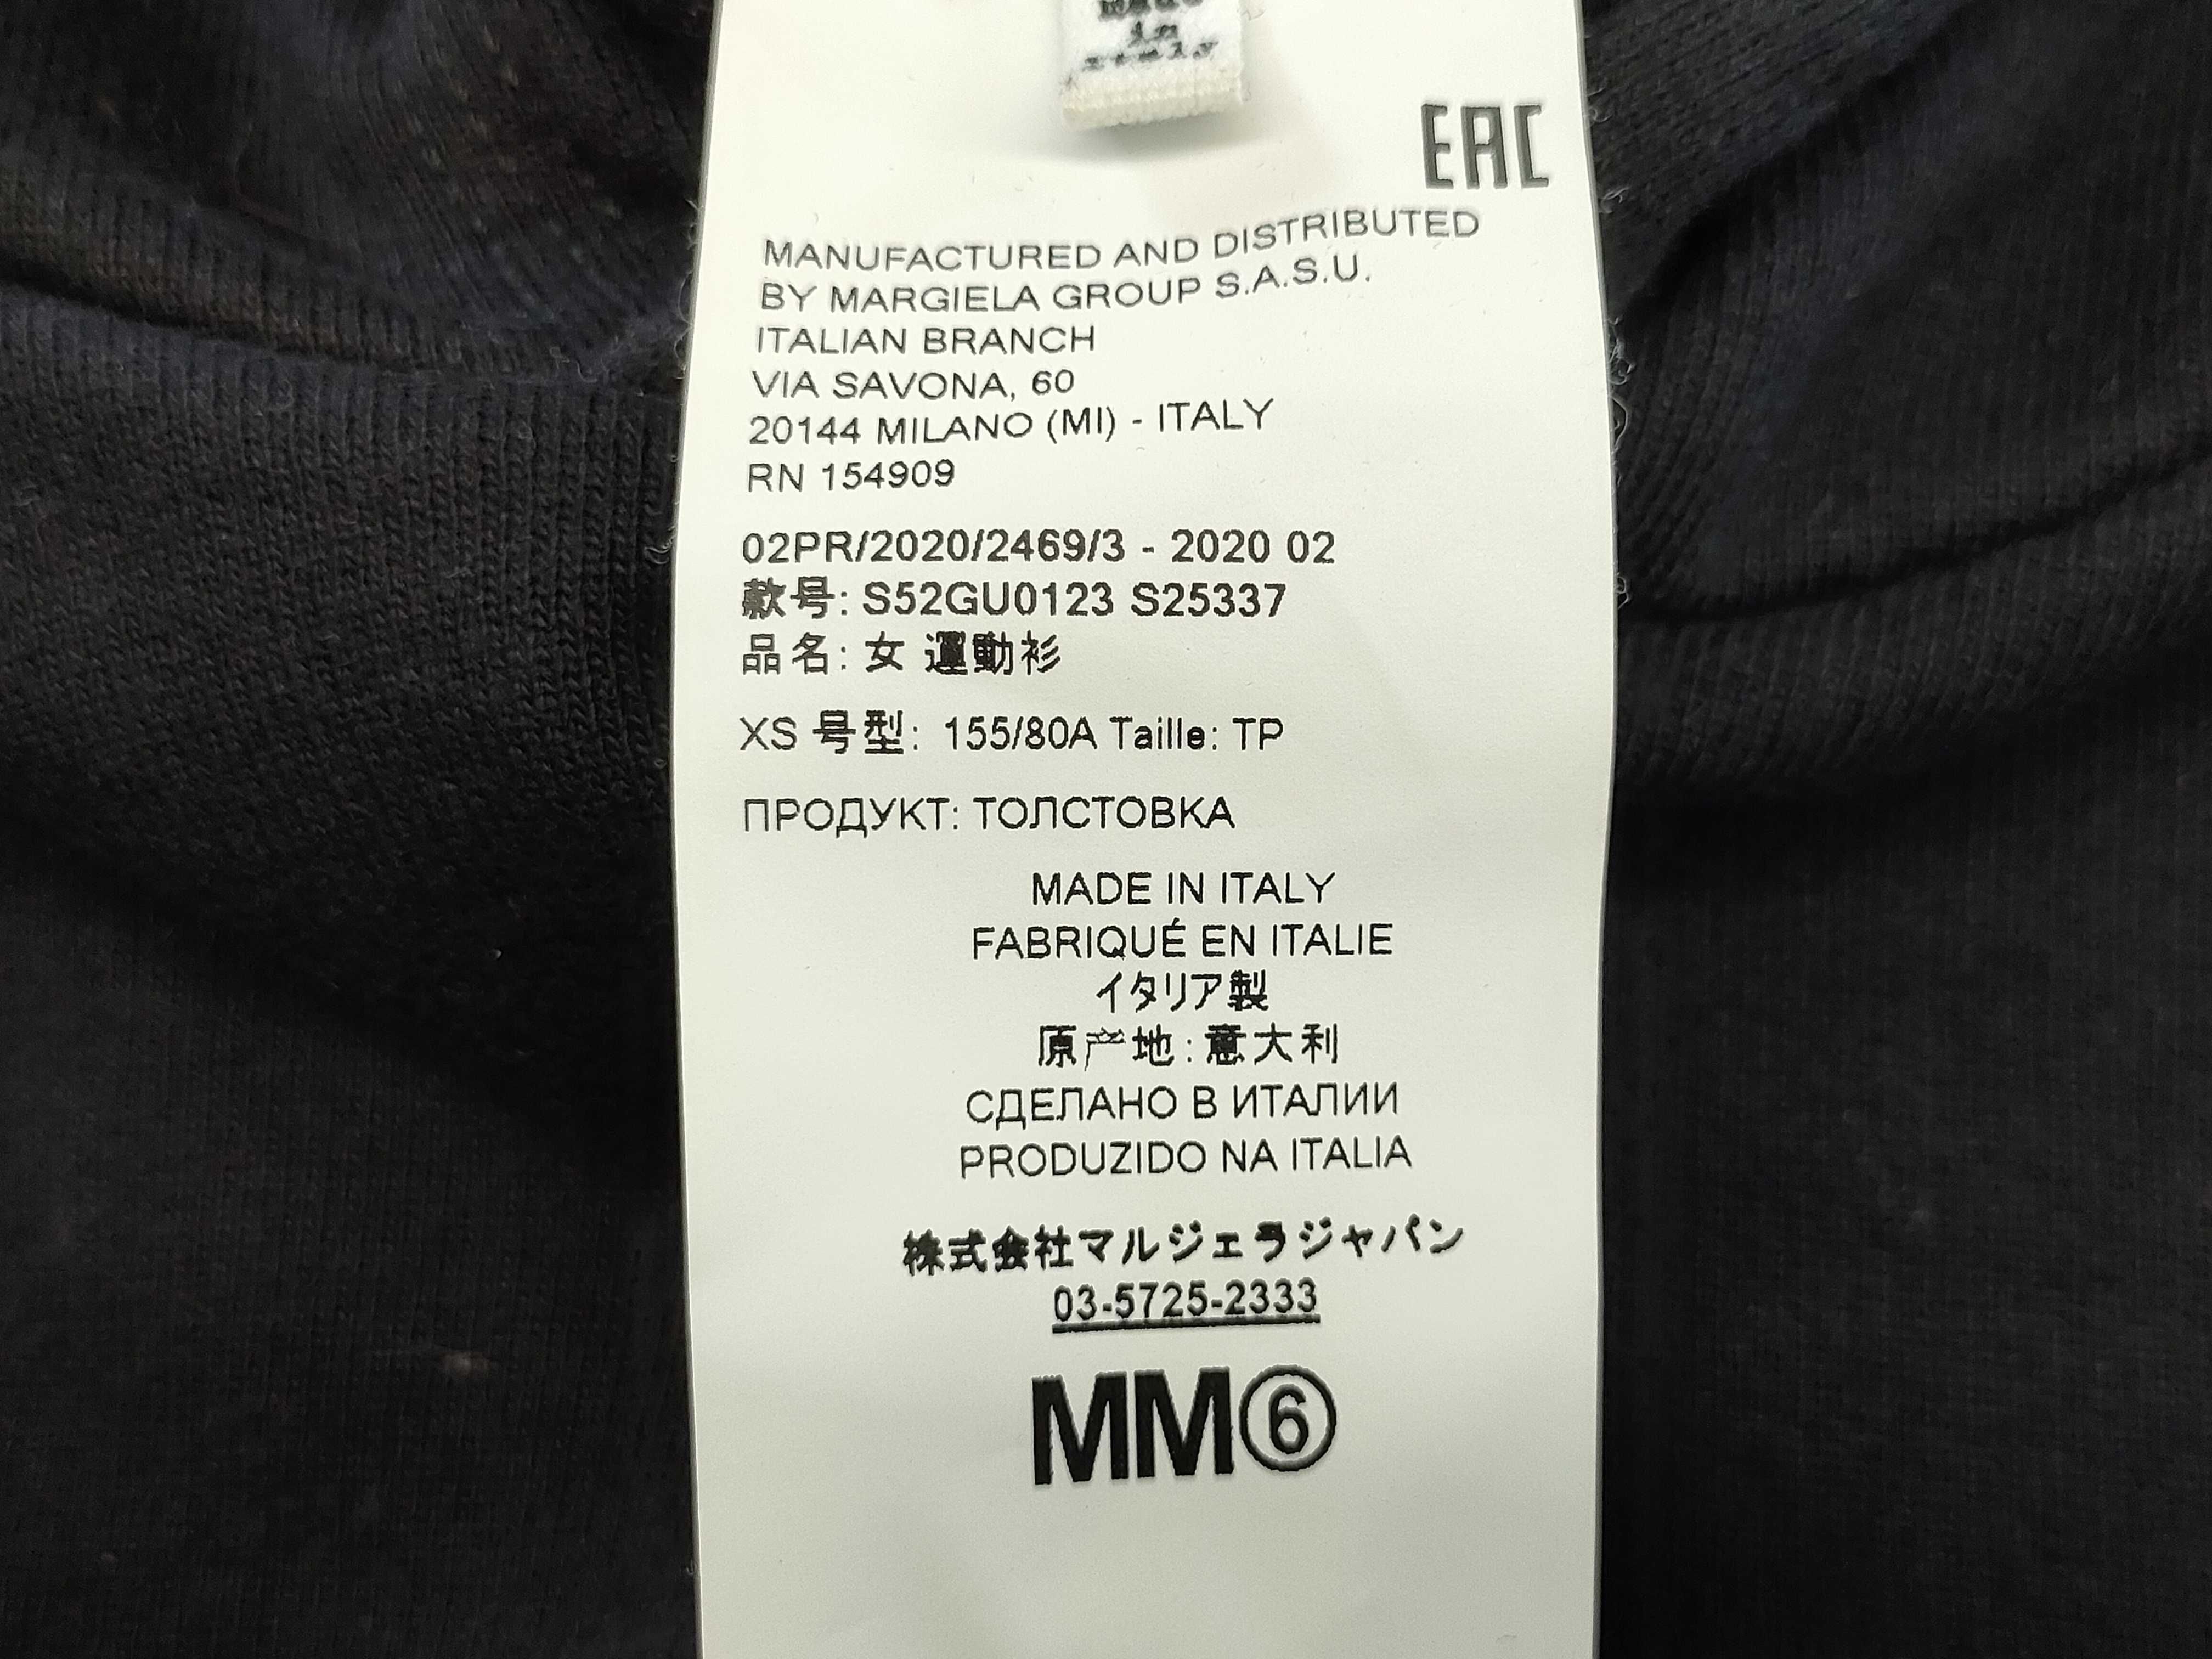 Made
in
Italy
EAC
MANUFACTURED AND DISTRIBUTED
BY MARGIELA GROUP S.A.S.U.
ITALIAN BRANCH
VIA SAVONA, 60
20144 MILANO (MI) - ITALY
RN 154909
02PR/2020/2469/3 - 2020 02
款号: S52GU0123 S25337
品名: 女 運動衫
XS 号型: 155/80A Taille: TP
ПРОДУКТ: ТОЛСТОВКА
MADE IN ITALY
FABRIQUÉ EN ITALIE
イタリア製
原产地: 意大利
СДЕЛАНО В ИТАЛИИ
PRODUZIDO NA ITALIA
株式会社マルジェラジャパン
03-5725-2333
MM⑥